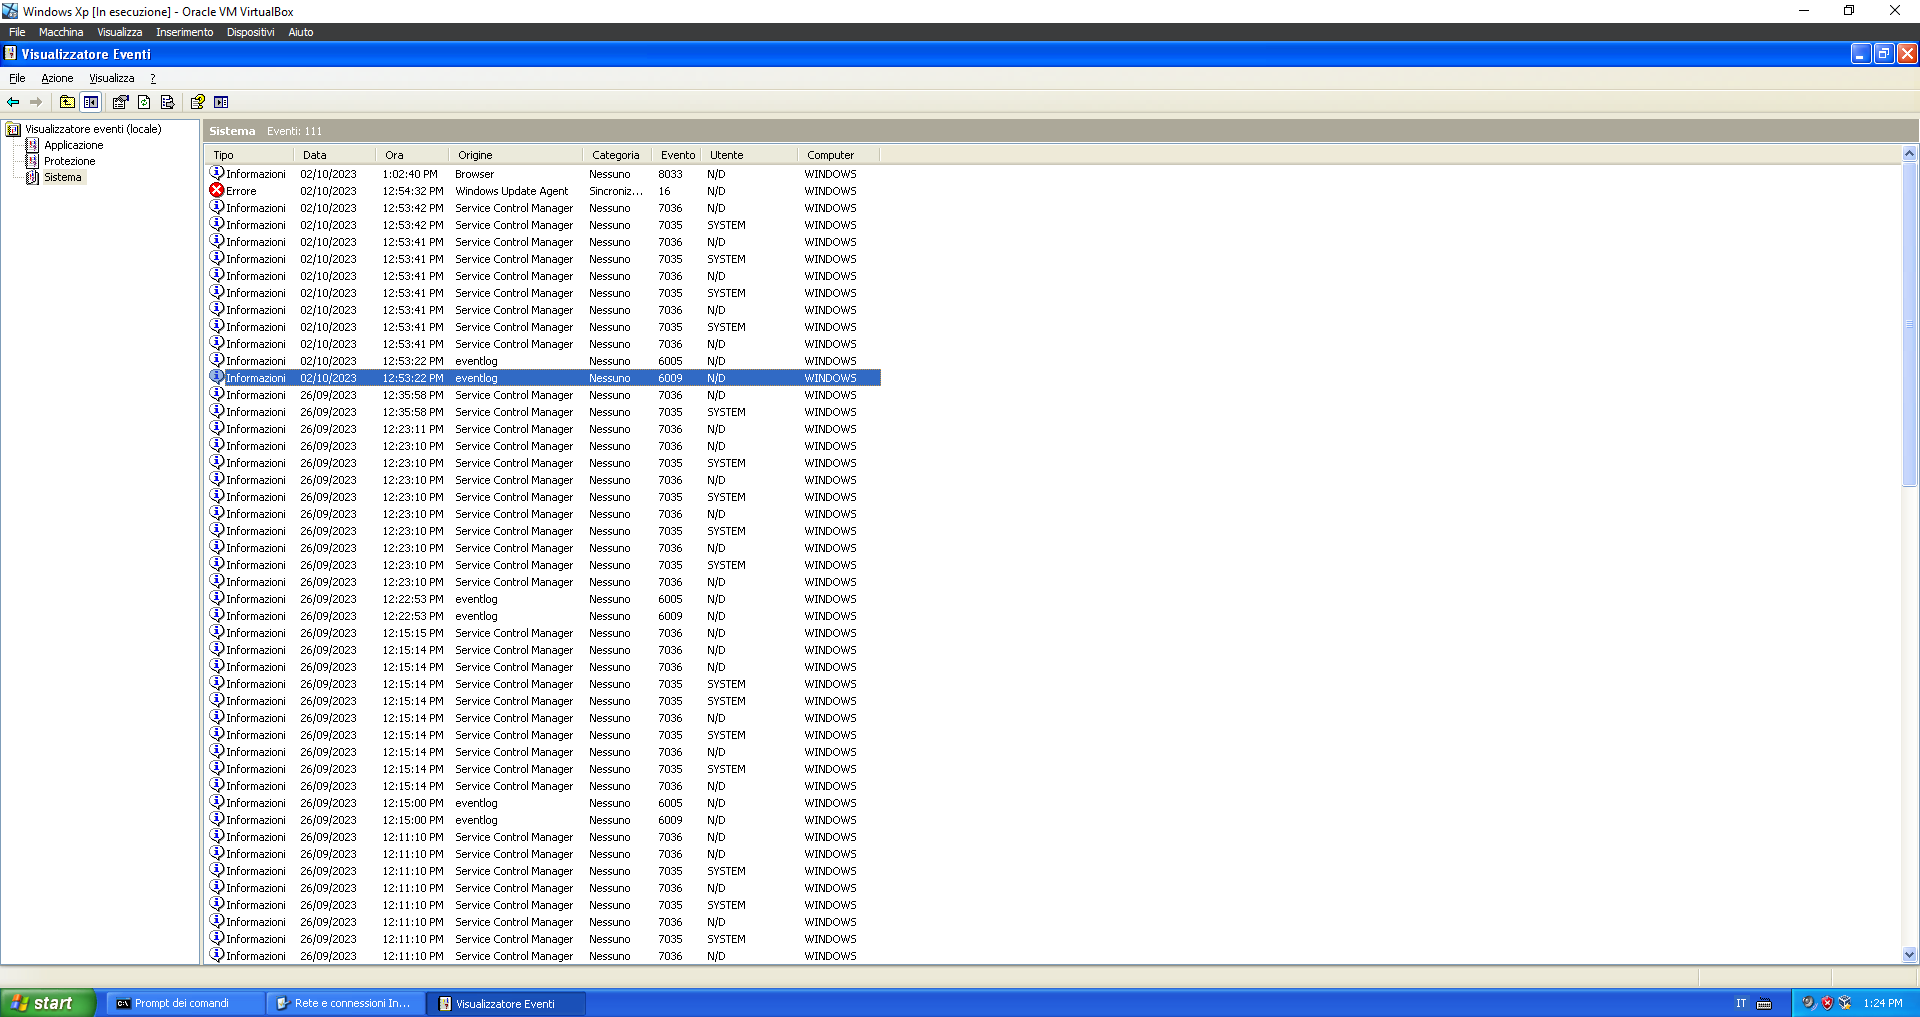 Windows Xp [In esecuzione] - Oracle VM VirtualBox
File Macchina Visualizza Inserimento Dispositivi Aiuto
Visualizzatore Eventi
File Azione Visualizza ?
Visualizzatore eventi (locale)
Applicazione
Protezione
Sistema
Sistema Eventi: 111
Tipo Data Ora Origine Categoria Evento Utente Computer
Informazioni 02/10/2023 1:02:40 PM Browser Nessuno 8033 N/D WINDOWS
Errore 02/10/2023 12:54:32 PM Windows Update Agent Sincroniz... 16 N/D WINDOWS
Informazioni 02/10/2023 12:53:42 PM Service Control Manager Nessuno 7036 N/D WINDOWS
Informazioni 02/10/2023 12:53:42 PM Service Control Manager Nessuno 7035 SYSTEM WINDOWS
Informazioni 02/10/2023 12:53:41 PM Service Control Manager Nessuno 7036 N/D WINDOWS
Informazioni 02/10/2023 12:53:41 PM Service Control Manager Nessuno 7035 SYSTEM WINDOWS
Informazioni 02/10/2023 12:53:41 PM Service Control Manager Nessuno 7036 N/D WINDOWS
Informazioni 02/10/2023 12:53:41 PM Service Control Manager Nessuno 7035 SYSTEM WINDOWS
Informazioni 02/10/2023 12:53:41 PM Service Control Manager Nessuno 7036 N/D WINDOWS
Informazioni 02/10/2023 12:53:41 PM Service Control Manager Nessuno 7035 SYSTEM WINDOWS
Informazioni 02/10/2023 12:53:41 PM Service Control Manager Nessuno 7036 N/D WINDOWS
Informazioni 02/10/2023 12:53:22 PM eventlog Nessuno 6005 N/D WINDOWS
Informazioni 02/10/2023 12:53:22 PM eventlog Nessuno 6009 N/D WINDOWS
Informazioni 26/09/2023 12:35:58 PM Service Control Manager Nessuno 7036 N/D WINDOWS
Informazioni 26/09/2023 12:35:58 PM Service Control Manager Nessuno 7035 SYSTEM WINDOWS
Informazioni 26/09/2023 12:23:11 PM Service Control Manager Nessuno 7036 N/D WINDOWS
Informazioni 26/09/2023 12:23:10 PM Service Control Manager Nessuno 7036 N/D WINDOWS
Informazioni 26/09/2023 12:23:10 PM Service Control Manager Nessuno 7035 SYSTEM WINDOWS
Informazioni 26/09/2023 12:23:10 PM Service Control Manager Nessuno 7036 N/D WINDOWS
Informazioni 26/09/2023 12:23:10 PM Service Control Manager Nessuno 7035 SYSTEM WINDOWS
Informazioni 26/09/2023 12:23:10 PM Service Control Manager Nessuno 7036 N/D WINDOWS
Informazioni 26/09/2023 12:23:10 PM Service Control Manager Nessuno 7035 SYSTEM WINDOWS
Informazioni 26/09/2023 12:23:10 PM Service Control Manager Nessuno 7036 N/D WINDOWS
Informazioni 26/09/2023 12:23:10 PM Service Control Manager Nessuno 7035 SYSTEM WINDOWS
Informazioni 26/09/2023 12:23:10 PM Service Control Manager Nessuno 7036 N/D WINDOWS
Informazioni 26/09/2023 12:22:53 PM eventlog Nessuno 6005 N/D WINDOWS
Informazioni 26/09/2023 12:22:53 PM eventlog Nessuno 6009 N/D WINDOWS
Informazioni 26/09/2023 12:15:15 PM Service Control Manager Nessuno 7036 N/D WINDOWS
Informazioni 26/09/2023 12:15:14 PM Service Control Manager Nessuno 7036 N/D WINDOWS
Informazioni 26/09/2023 12:15:14 PM Service Control Manager Nessuno 7036 N/D WINDOWS
Informazioni 26/09/2023 12:15:14 PM Service Control Manager Nessuno 7035 SYSTEM WINDOWS
Informazioni 26/09/2023 12:15:14 PM Service Control Manager Nessuno 7035 SYSTEM WINDOWS
Informazioni 26/09/2023 12:15:14 PM Service Control Manager Nessuno 7036 N/D WINDOWS
Informazioni 26/09/2023 12:15:14 PM Service Control Manager Nessuno 7035 SYSTEM WINDOWS
Informazioni 26/09/2023 12:15:14 PM Service Control Manager Nessuno 7036 N/D WINDOWS
Informazioni 26/09/2023 12:15:14 PM Service Control Manager Nessuno 7035 SYSTEM WINDOWS
Informazioni 26/09/2023 12:15:14 PM Service Control Manager Nessuno 7036 N/D WINDOWS
Informazioni 26/09/2023 12:15:00 PM eventlog Nessuno 6005 N/D WINDOWS
Informazioni 26/09/2023 12:15:00 PM eventlog Nessuno 6009 N/D WINDOWS
Informazioni 26/09/2023 12:11:10 PM Service Control Manager Nessuno 7036 N/D WINDOWS
Informazioni 26/09/2023 12:11:10 PM Service Control Manager Nessuno 7036 N/D WINDOWS
Informazioni 26/09/2023 12:11:10 PM Service Control Manager Nessuno 7035 SYSTEM WINDOWS
Informazioni 26/09/2023 12:11:10 PM Service Control Manager Nessuno 7036 N/D WINDOWS
Informazioni 26/09/2023 12:11:10 PM Service Control Manager Nessuno 7035 SYSTEM WINDOWS
Informazioni 26/09/2023 12:11:10 PM Service Control Manager Nessuno 7036 N/D WINDOWS
Informazioni 26/09/2023 12:11:10 PM Service Control Manager Nessuno 7035 SYSTEM WINDOWS
Informazioni 26/09/2023 12:11:10 PM Service Control Manager Nessuno 7036 N/D WINDOWS
start Prompt dei comandi Rete e connessioni In... Visualizzatore Eventi IT 1:24 PM